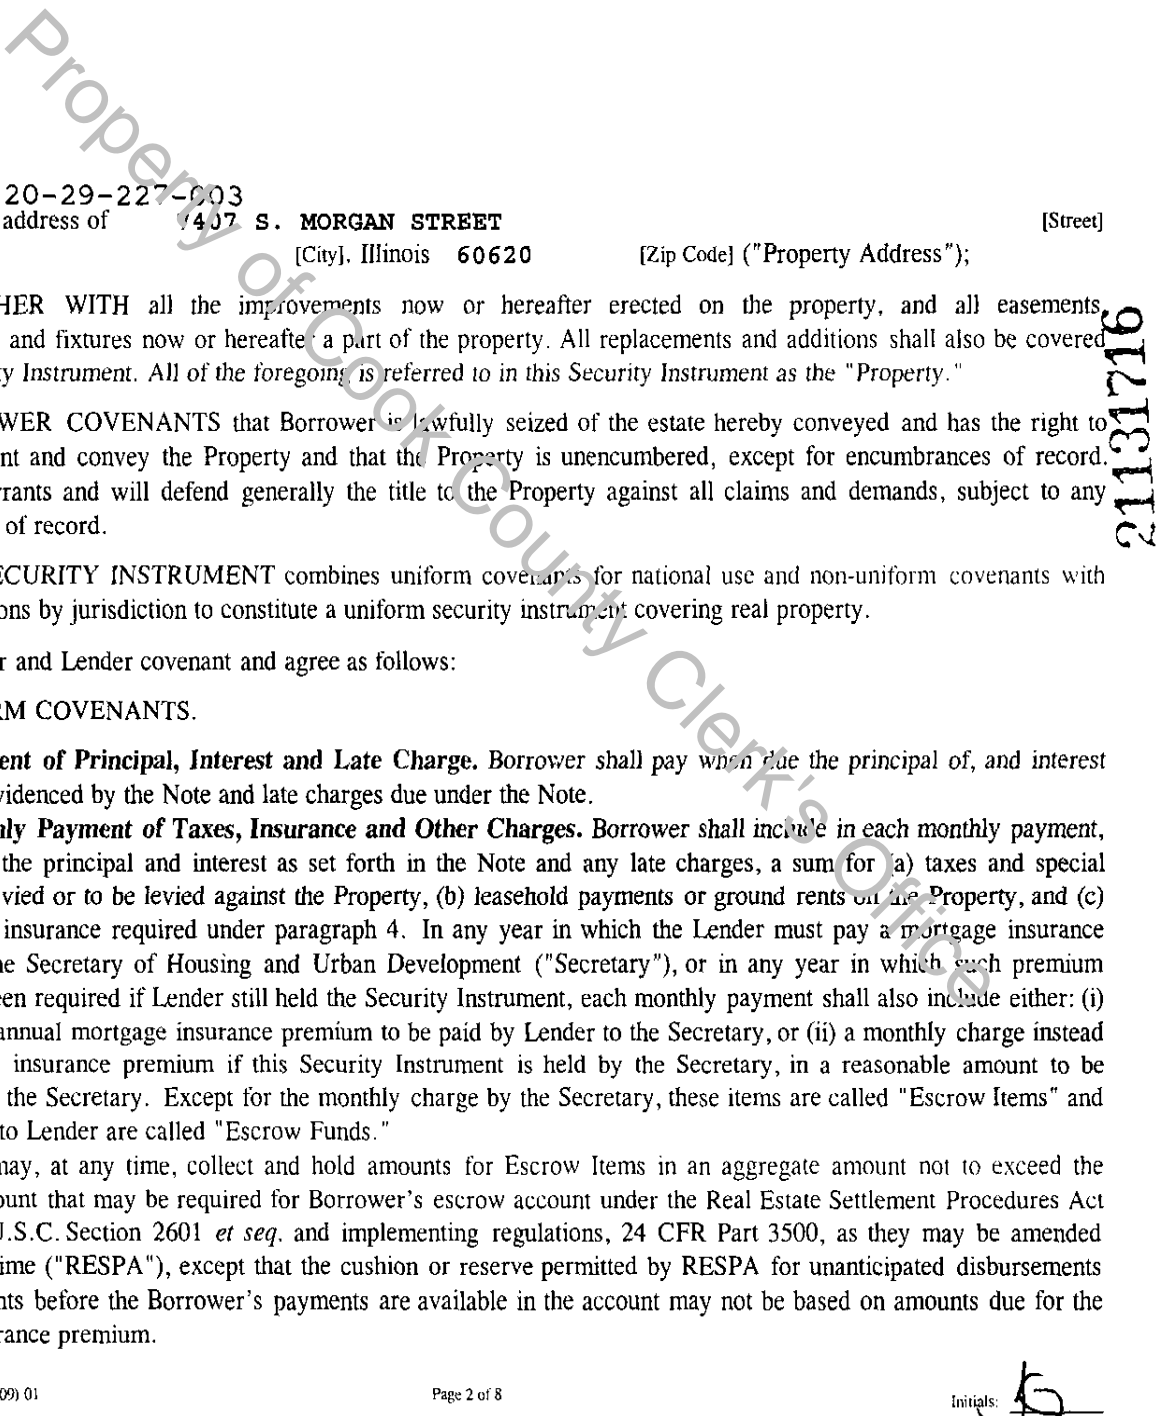 20-29-227-003
address of 7407 S. MORGAN STREET [Street]
[City], Illinois 60620 [Zip Code] ("Property Address");
HER WITH all the improvements now or hereafter erected on the property, and all easements,
and fixtures now or hereafter a part of the property. All replacements and additions shall also be covered
y Instrument. All of the foregoing is referred to in this Security Instrument as the "Property."
WER COVENANTS that Borrower is lawfully seized of the estate hereby conveyed and has the right to
nt and convey the Property and that the Property is unencumbered, except for encumbrances of record.
rants and will defend generally the title to the Property against all claims and demands, subject to any
of record.
ECURITY INSTRUMENT combines uniform covenants for national use and non-uniform covenants with
ons by jurisdiction to constitute a uniform security instrument covering real property.
r and Lender covenant and agree as follows:
RM COVENANTS.
ent of Principal, Interest and Late Charge. Borrower shall pay when due the principal of, and interest
videnced by the Note and late charges due under the Note.
nly Payment of Taxes, Insurance and Other Charges. Borrower shall include in each monthly payment,
the principal and interest as set forth in the Note and any late charges, a sum for (a) taxes and special
vied or to be levied against the Property, (b) leasehold payments or ground rents on the Property, and (c)
insurance required under paragraph 4. In any year in which the Lender must pay a mortgage insurance
he Secretary of Housing and Urban Development ("Secretary"), or in any year in which such premium
een required if Lender still held the Security Instrument, each monthly payment shall also include either: (i)
annual mortgage insurance premium to be paid by Lender to the Secretary, or (ii) a monthly charge instead
insurance premium if this Security Instrument is held by the Secretary, in a reasonable amount to be
the Secretary. Except for the monthly charge by the Secretary, these items are called "Escrow Items" and
to Lender are called "Escrow Funds."
may, at any time, collect and hold amounts for Escrow Items in an aggregate amount not to exceed the
ount that may be required for Borrower's escrow account under the Real Estate Settlement Procedures Act
U.S.C. Section 2601 et seq. and implementing regulations, 24 CFR Part 3500, as they may be amended
ime ("RESPA"), except that the cushion or reserve permitted by RESPA for unanticipated disbursements
nts before the Borrower's payments are available in the account may not be based on amounts due for the
rance premium.
09) 01 Page 2 of 8 Initials:
21131716
Property of Cook County Clerk's Office